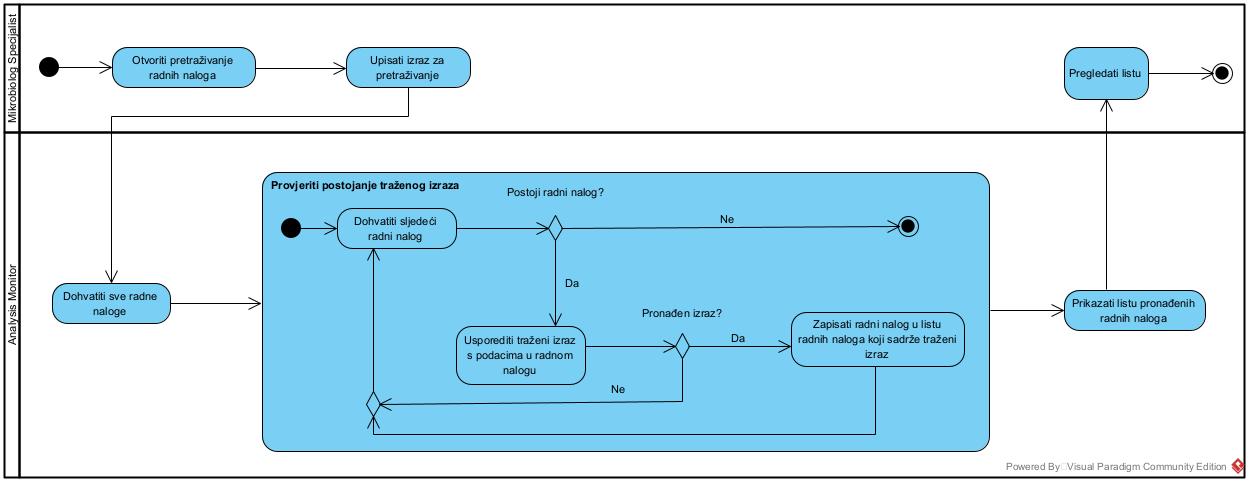 Mikrobiolog Specijalist
Otvoriti pretraživanje
radnih naloga
Upisati izraz za
pretraživanje
Pregledati listu
Analysis Monitor
Dohvatiti sve radne
naloge
Provjeriti postojanje traženog izraza
Dohvatiti sljedeći
radni nalog
Postoji radni nalog?
Ne
Da
Usporediti traženi izraz
s podacima u radnom
nalogu
Pronađen izraz?
Da
Ne
Zapisati radni nalog u listu
radnih naloga koji sadrže traženi
izraz
Prikazati listu pronađenih
radnih naloga
Powered By Visual Paradigm Community Edition